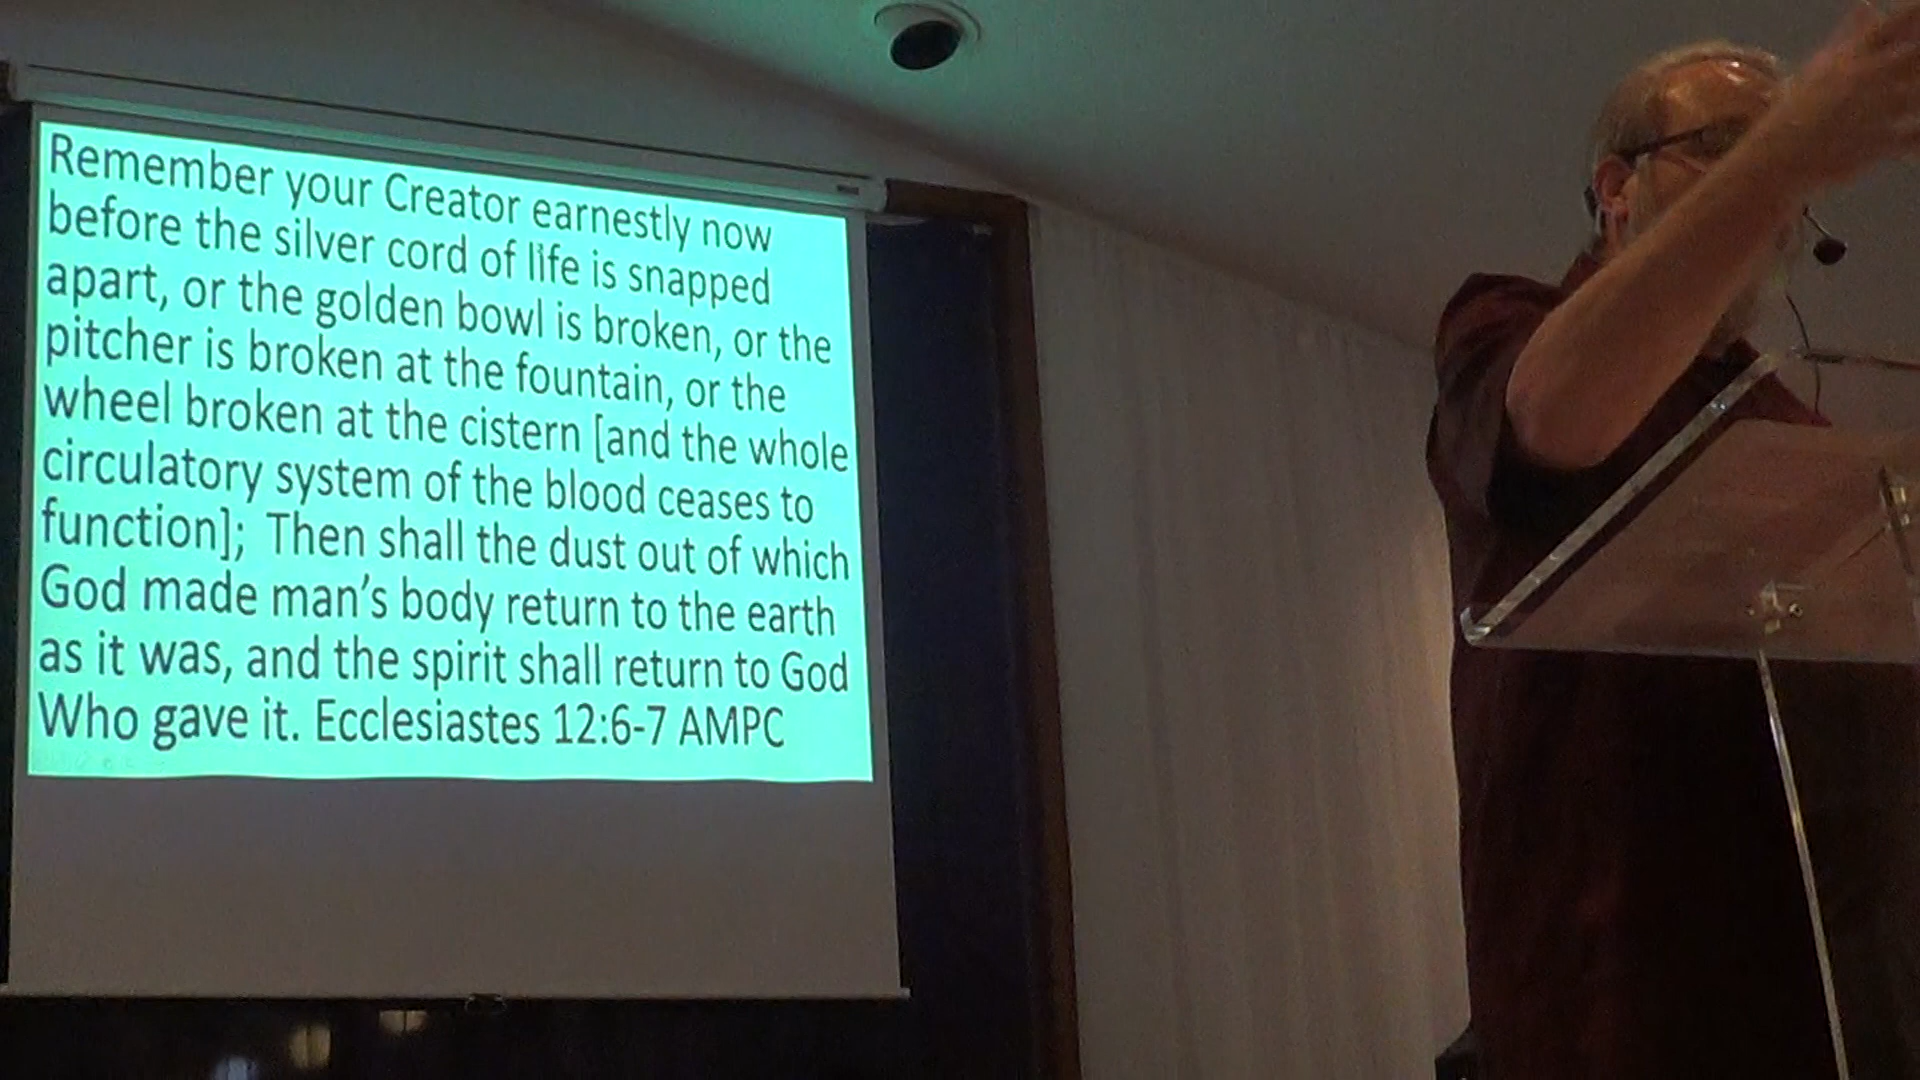 Remember your Creator earnestly now
before the silver cord of life is snapped
apart, or the golden bowl is broken, or the
pitcher is broken at the fountain, or the
wheel broken at the cistern [and the whole
circulatory system of the blood ceases to
function];  Then shall the dust out of which
God made man’s body return to the earth
as it was, and the spirit shall return to God
Who gave it. Ecclesiastes 12:6-7 AMPC